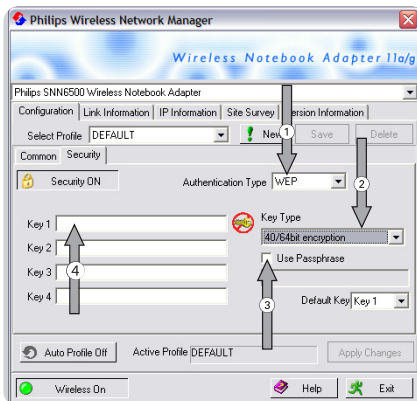 Philips Wireless Network Manager
Wireless Notebook Adapter 11a/g
Philips SNN6500 Wireless Notebook Adapter
Configuration Link Information IP Information Site Survey ersion Information
Select Profile DEFAULT New Save Delete
Common Security
1
Security ON Authentication Type WEP
2
Key 1 Key Type
40/64bit encryption
Key 2 Use Passphrase
Key 3
4
Key 4 Default Key Key 1
3
Auto Profile Off Active Profile DEFAULT Apply Changes
Wireless On Help Exit